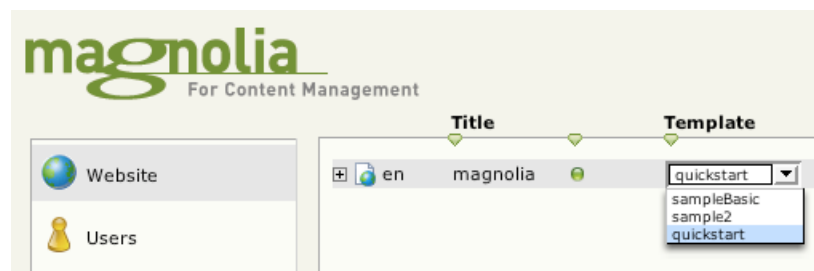 magnolia
For Content Management
Title
Template
Website
en
magnolia
quickstart
sampleBasic
sample2
quickstart
Users